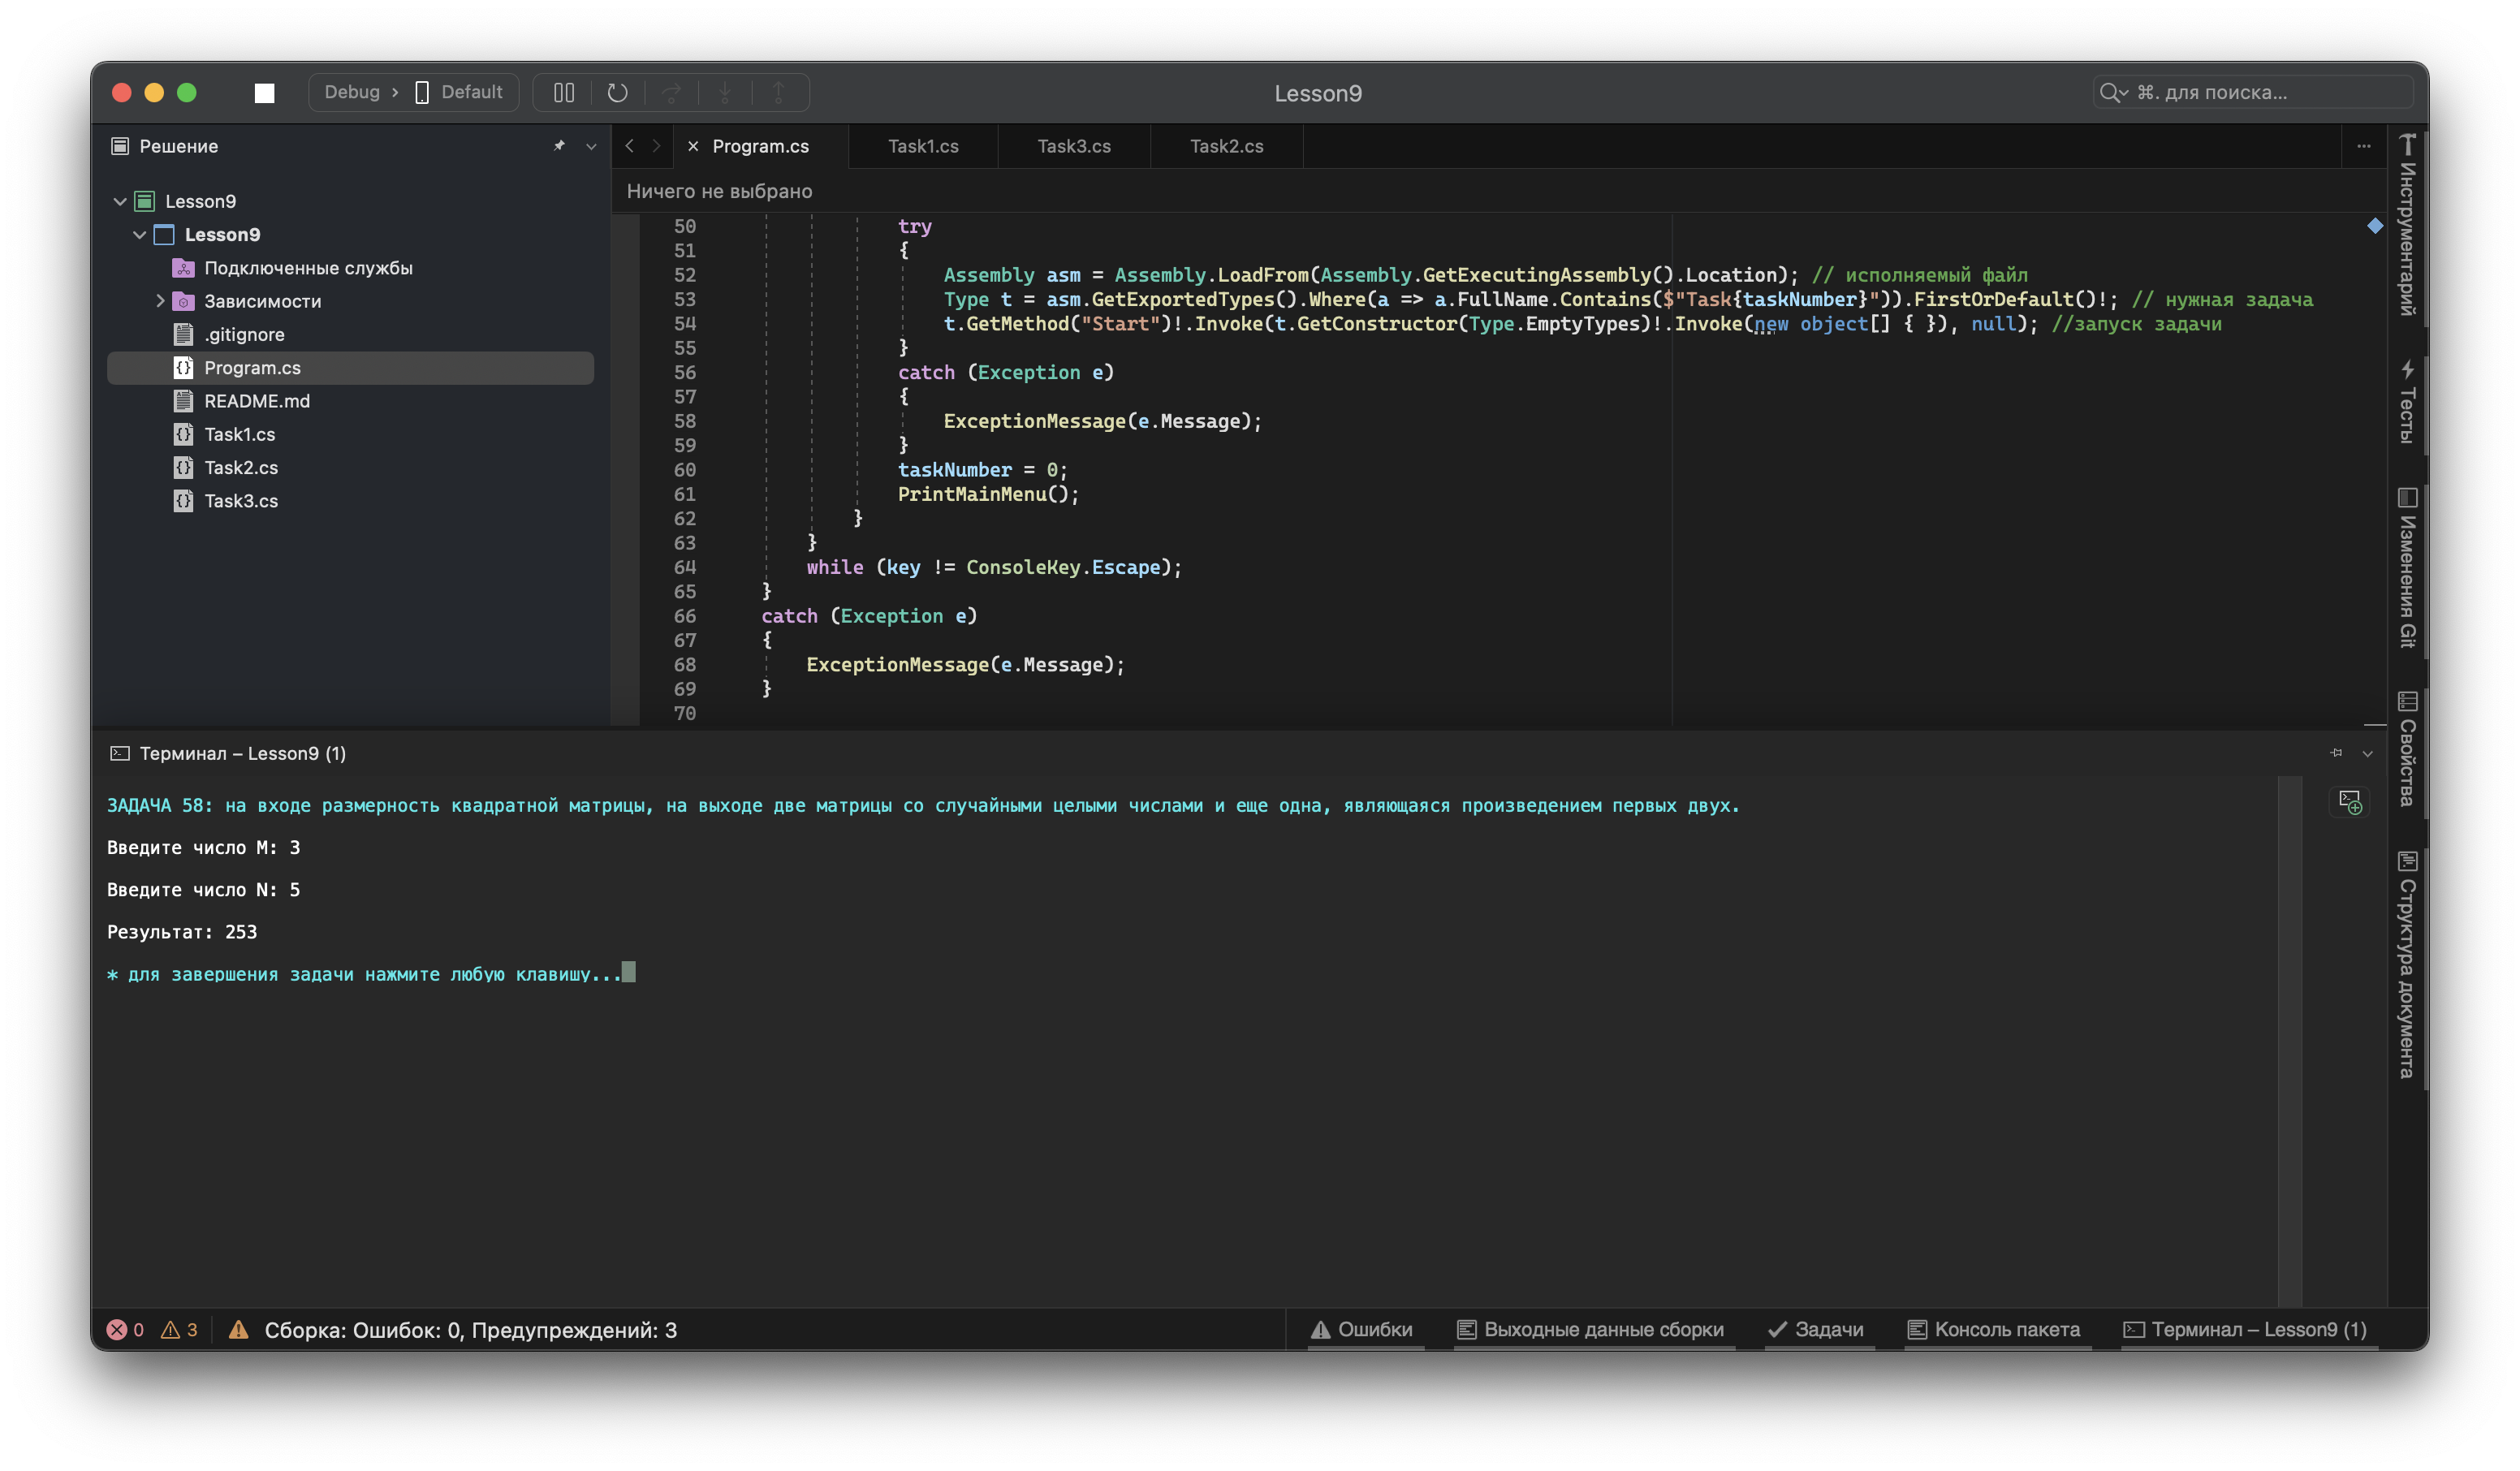 Debug › Default
Lesson9
⌘. для поиска...
Решение
Lesson9
Lesson9
Подключенные службы
Зависимости
.gitignore
Program.cs
README.md
Task1.cs
Task2.cs
Task3.cs
Program.cs
Task1.cs
Task3.cs
Task2.cs
Ничего не выбрано
50 try
51 {
52 Assembly asm = Assembly.LoadFrom(Assembly.GetExecutingAssembly().Location); // исполняемый файл
53 Type t = asm.GetExportedTypes().Where(a => a.FullName.Contains($"Task{taskNumber}")).FirstOrDefault()!; // нужная задача
54 t.GetMethod("Start")!.Invoke(t.GetConstructor(Type.EmptyTypes)!.Invoke(new object[] { }), null); //запуск задачи
55 }
56 catch (Exception e)
57 {
58 ExceptionMessage(e.Message);
59 }
60 taskNumber = 0;
61 PrintMainMenu();
62 }
63 }
64 while (key != ConsoleKey.Escape);
65 }
66 catch (Exception e)
67 {
68 ExceptionMessage(e.Message);
69 }
70
Терминал – Lesson9 (1)
ЗАДАЧА 58: на входе размерность квадратной матрицы, на выходе две матрицы со случайными целыми числами и еще одна, являющаяся произведением первых двух.
Введите число M: 3
Введите число N: 5
Результат: 253
* для завершения задачи нажмите любую клавишу...
Инструментарий
Тесты
Изменения Git
Свойства
Структура документа
0 3 Сборка: Ошибок: 0, Предупреждений: 3
Ошибки
Выходные данные сборки
Задачи
Консоль пакета
Терминал – Lesson9 (1)